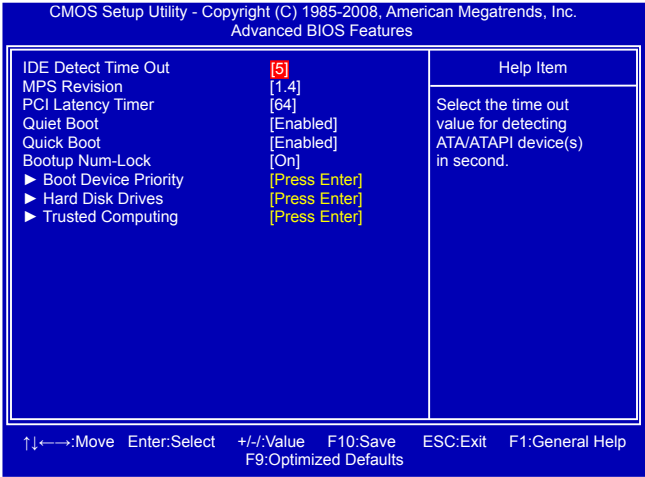 CMOS Setup Utility - Copyright (C) 1985-2008, American Megatrends, Inc.
Advanced BIOS Features
IDE Detect Time Out [5]
MPS Revision [1.4]
PCI Latency Timer [64]
Quiet Boot [Enabled]
Quick Boot [Enabled]
Bootup Num-Lock [On]
► Boot Device Priority [Press Enter]
► Hard Disk Drives [Press Enter]
► Trusted Computing [Press Enter]
Help Item
Select the time out
value for detecting
ATA/ATAPI device(s)
in second.
↑↓←→:Move Enter:Select +/-/:Value F10:Save ESC:Exit F1:General Help
F9:Optimized Defaults